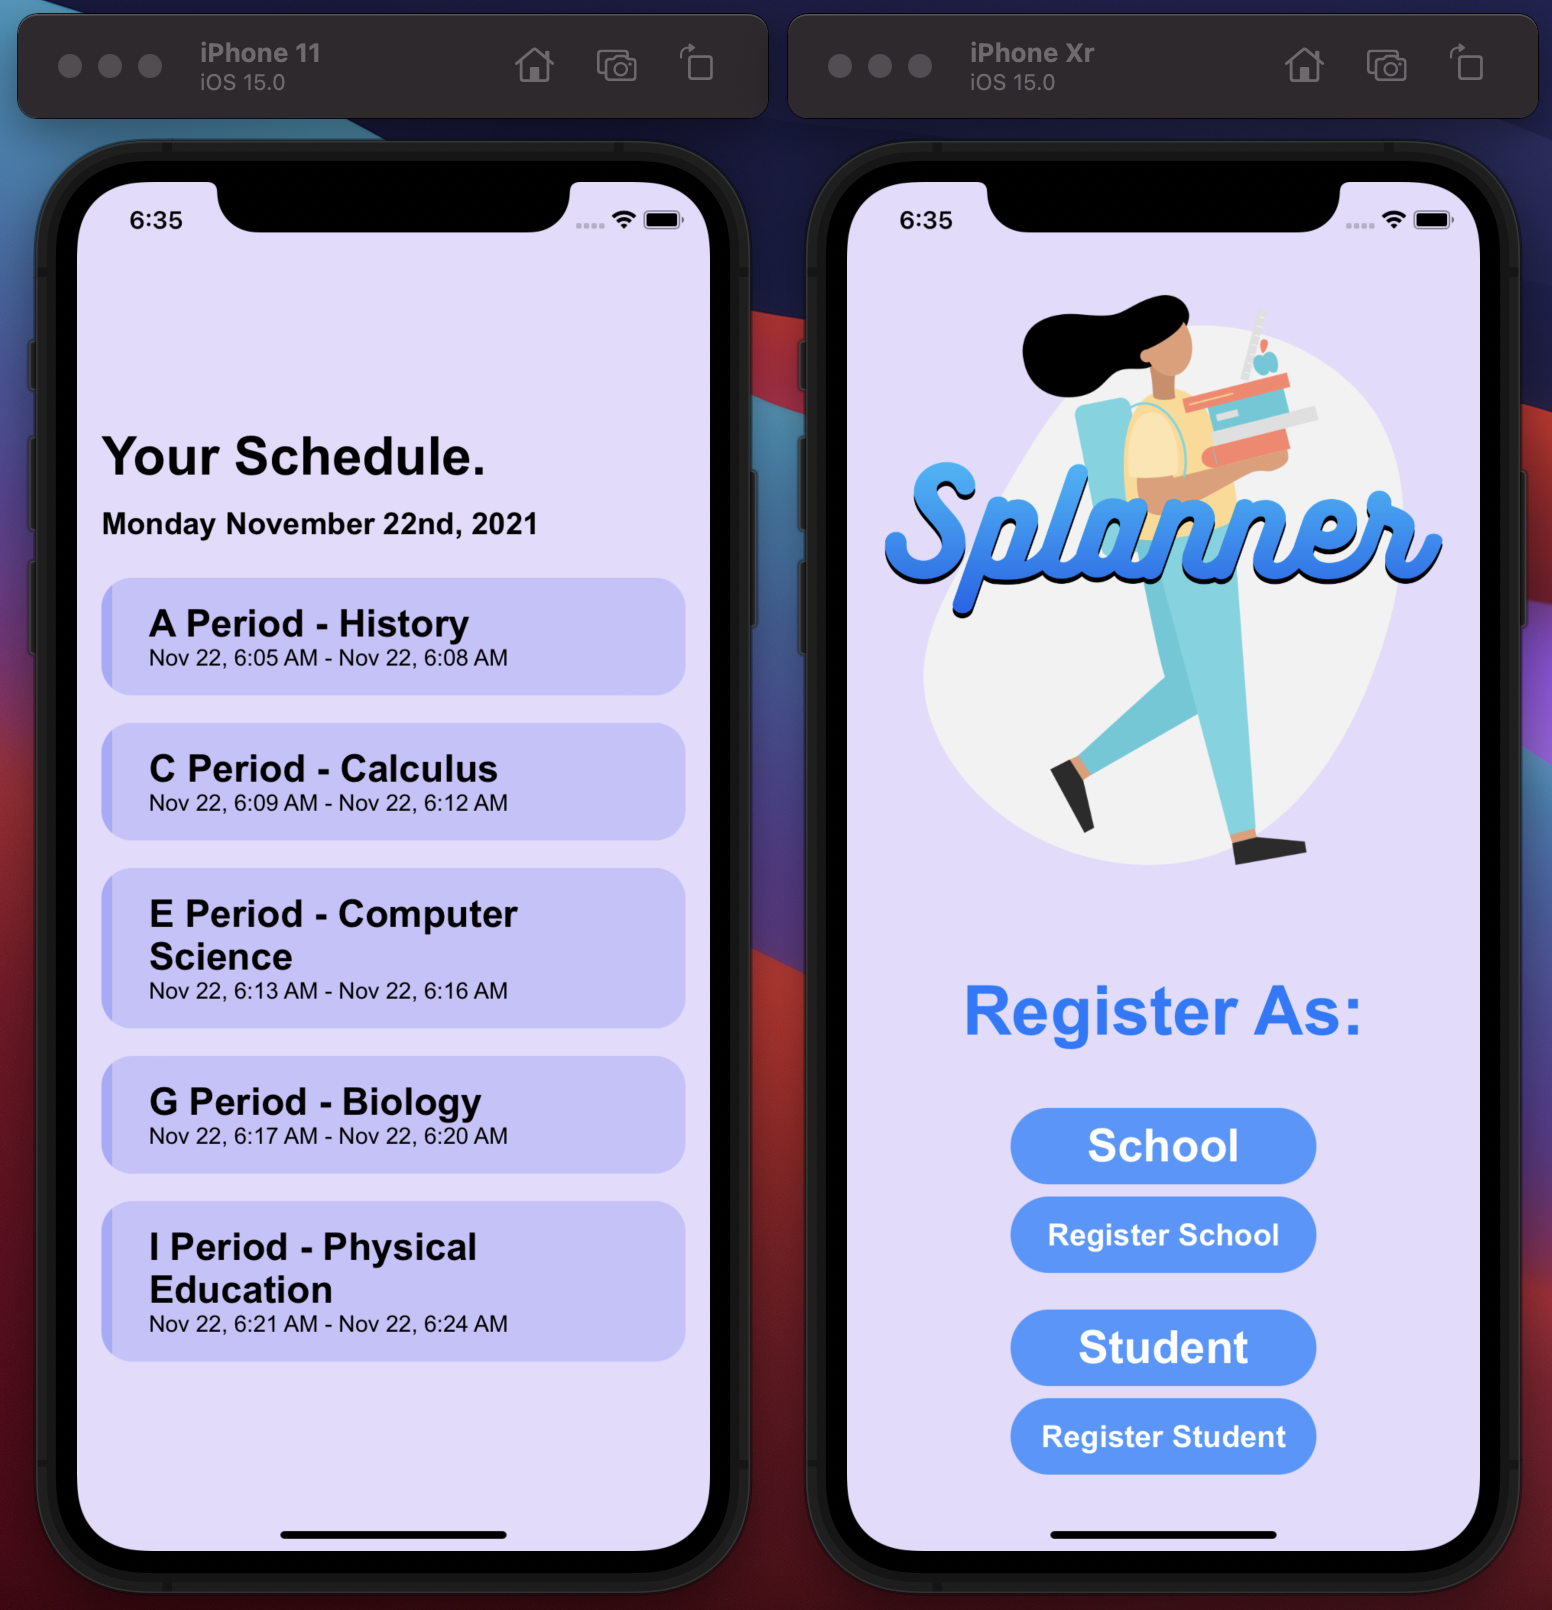 iPhone 11
iOS 15.0
6:35
Your Schedule.
Monday November 22nd, 2021
A Period - History
Nov 22, 6:05 AM - Nov 22, 6:08 AM
C Period - Calculus
Nov 22, 6:09 AM - Nov 22, 6:12 AM
E Period - Computer
Science
Nov 22, 6:13 AM - Nov 22, 6:16 AM
G Period - Biology
Nov 22, 6:17 AM - Nov 22, 6:20 AM
I Period - Physical
Education
Nov 22, 6:21 AM - Nov 22, 6:24 AM
iPhone Xr
iOS 15.0
6:35
Splanner
Register As:
School
Register School
Student
Register Student